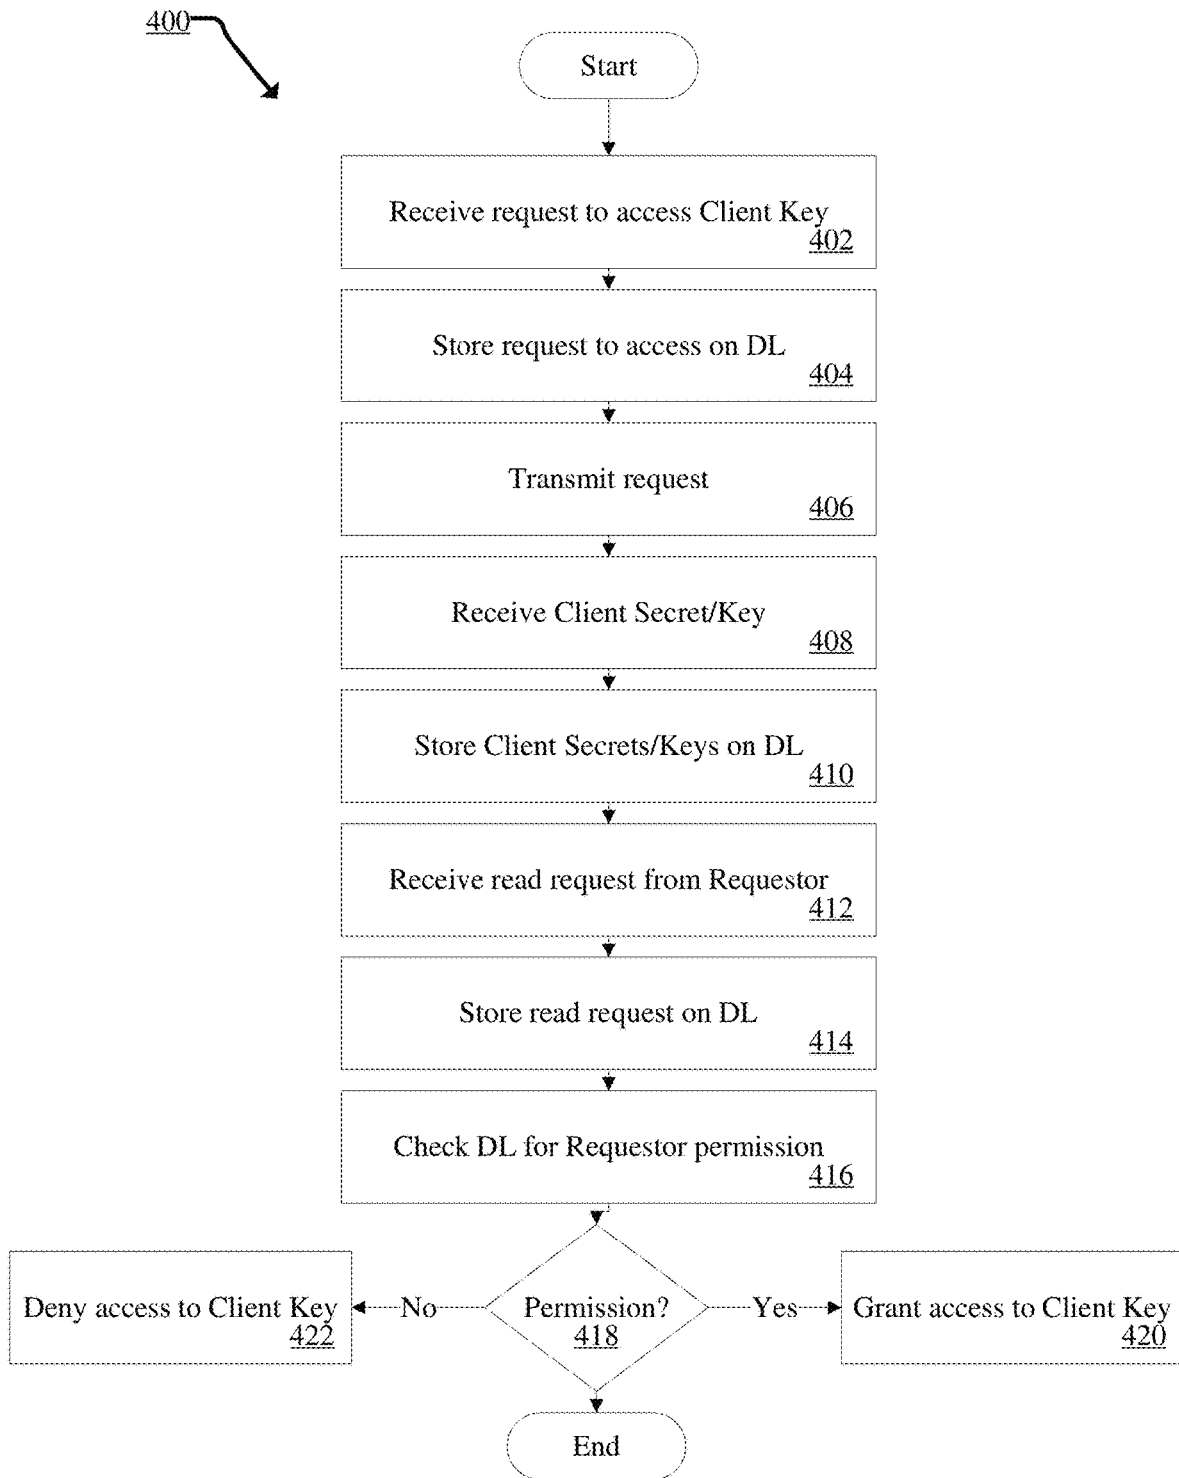 400
Start
Receive request to access Client Key
402
Store request to access on DL
404
Transmit request
406
Receive Client Secret/Key
408
Store Client Secrets/Keys on DL
410
Receive read request from Requestor
412
Store read request on DL
414
Check DL for Requestor permission
416
Deny access to Client Key
422
No
Permission?
418
Yes
Grant access to Client Key
420
End